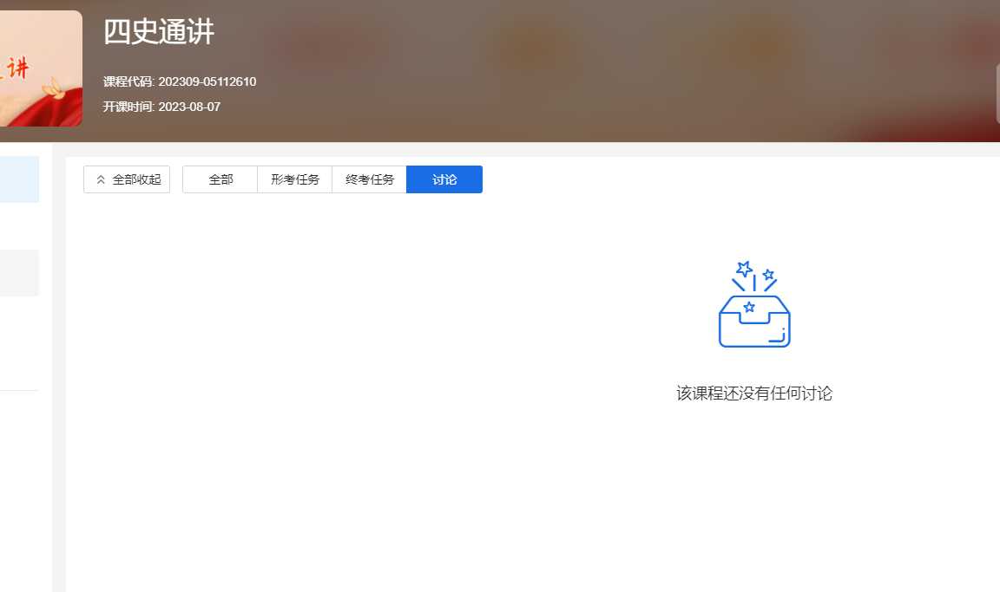 四史通讲
讲
课程代码: 202309-05112610
开课时间: 2023-08-07
全部收起 全部 形考任务 终考任务 讨论
该课程还没有任何讨论